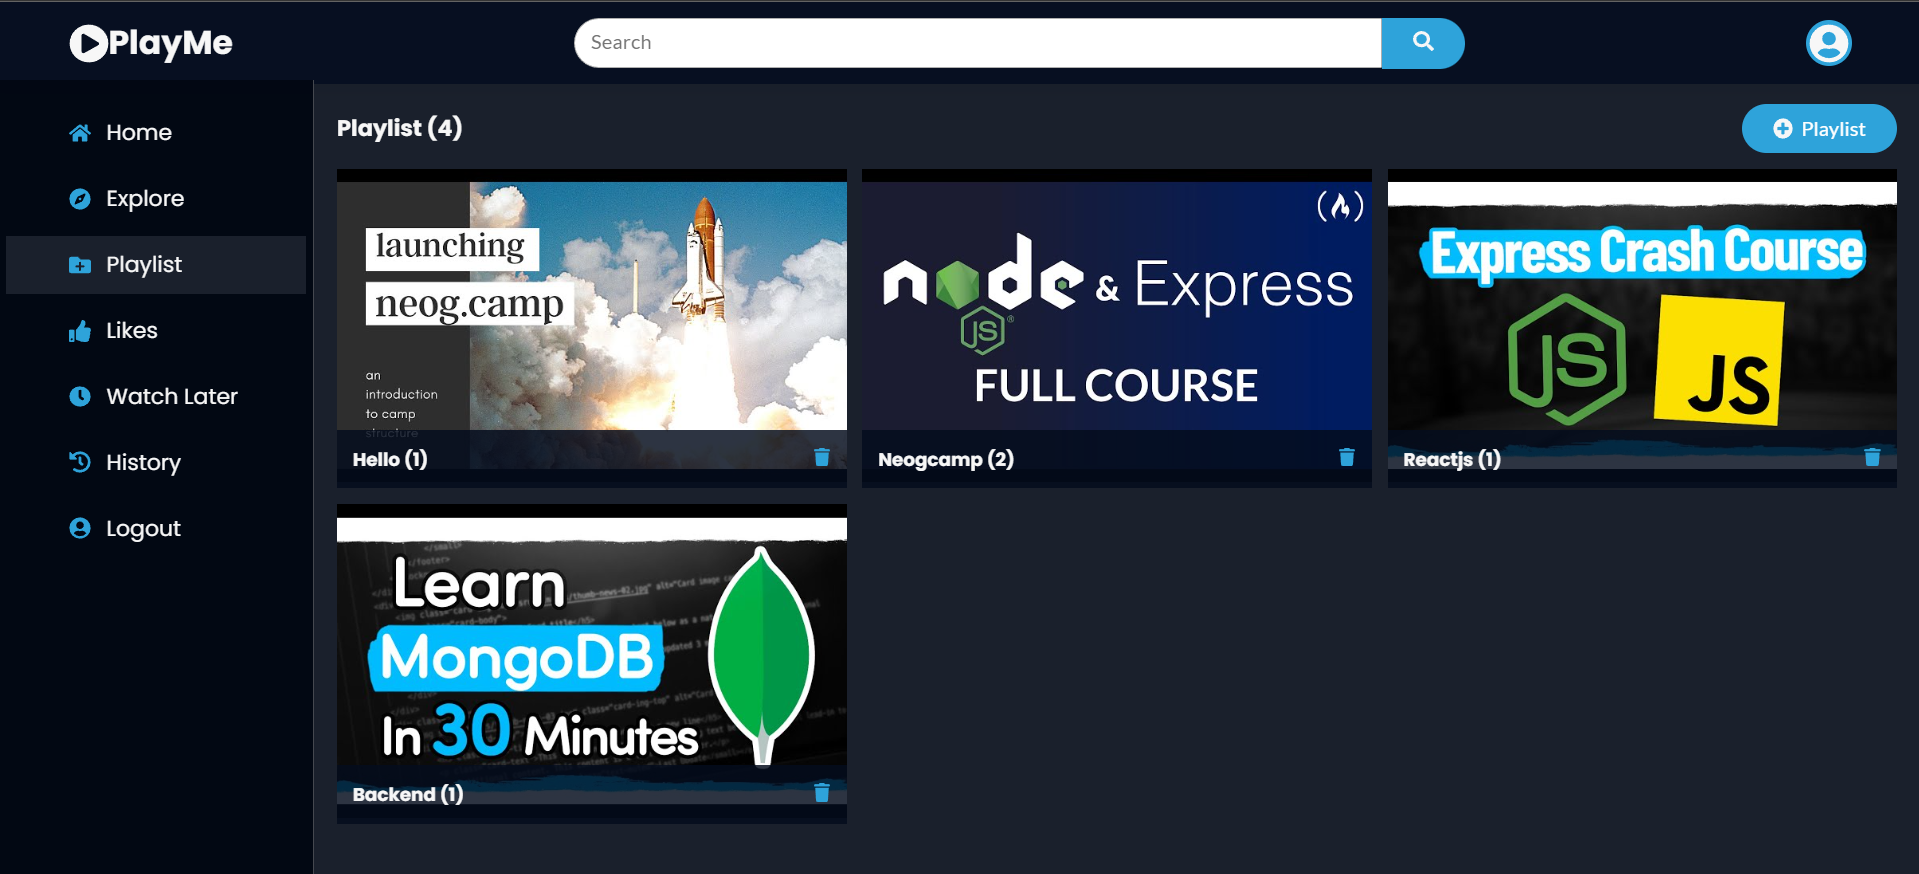 PlayMe
Search
Home
Explore
Playlist
Likes
Watch Later
History
Logout
Playlist (4)
Playlist
launching
neog.camp
an
introduction
to camp
structure
Hello (1)
node & Express
JS
FULL COURSE
Neogcamp (2)
Express Crash Course
JS
JS
Reactjs (1)
Learn
MongoDB
In 30 Minutes
Backend (1)